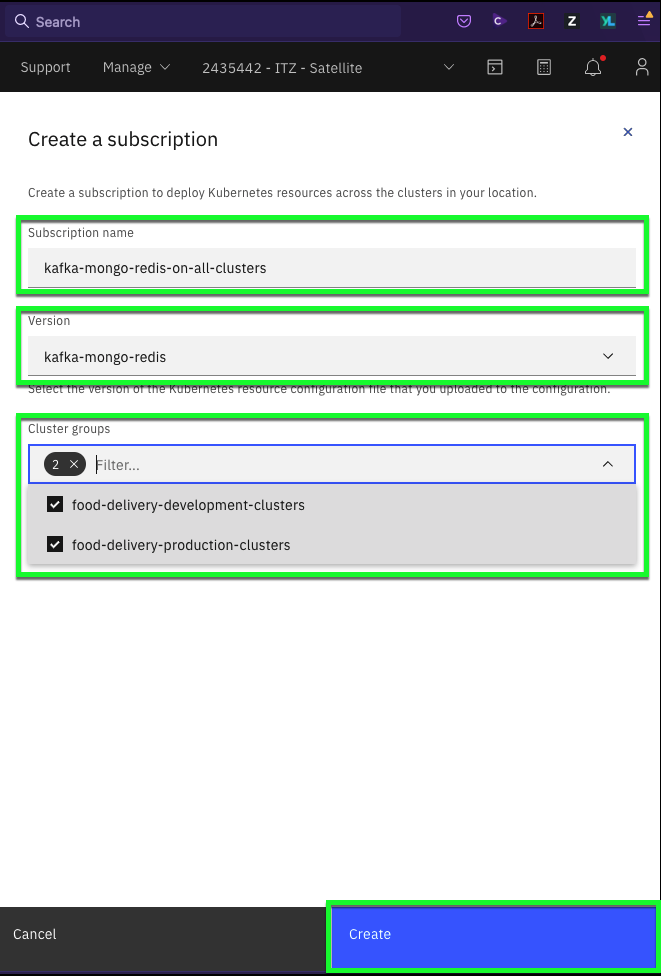 Search
Support Manage 2435442 - ITZ - Satellite
Create a subscription
Create a subscription to deploy Kubernetes resources across the clusters in your location.
Subscription name
kafka-mongo-redis-on-all-clusters
Version
kafka-mongo-redis
Select the version of the Kubernetes resource configuration file that you uploaded to the configuration.
Cluster groups
2 Filter...
food-delivery-development-clusters
food-delivery-production-clusters
Cancel Create